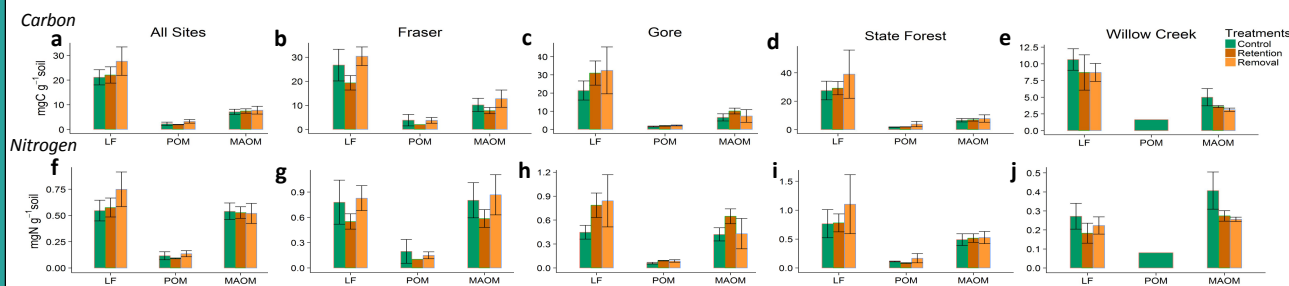 Carbon
a All Sites
30
20
10
0
mgC g⁻¹soil
LF POM MAOM
b Fraser
30
20
10
0
LF POM MAOM
c Gore
50
40
30
20
10
0
LF POM MAOM
d State Forest
40
20
0
LF POM MAOM
e Willow Creek
12.5
10.0
7.5
5.0
2.5
0.0
LF POM MAOM
Treatments
Control
Retention
Removal
Nitrogen
f
0.75
0.50
0.25
0.00
mgN g⁻¹soil
LF POM MAOM
g
0.9
0.6
0.3
0.0
LF POM MAOM
h
1.2
0.9
0.6
0.3
0.0
LF POM MAOM
i
1.5
1.0
0.5
0.0
LF POM MAOM
j
0.5
0.4
0.3
0.2
0.1
0.0
LF POM MAOM